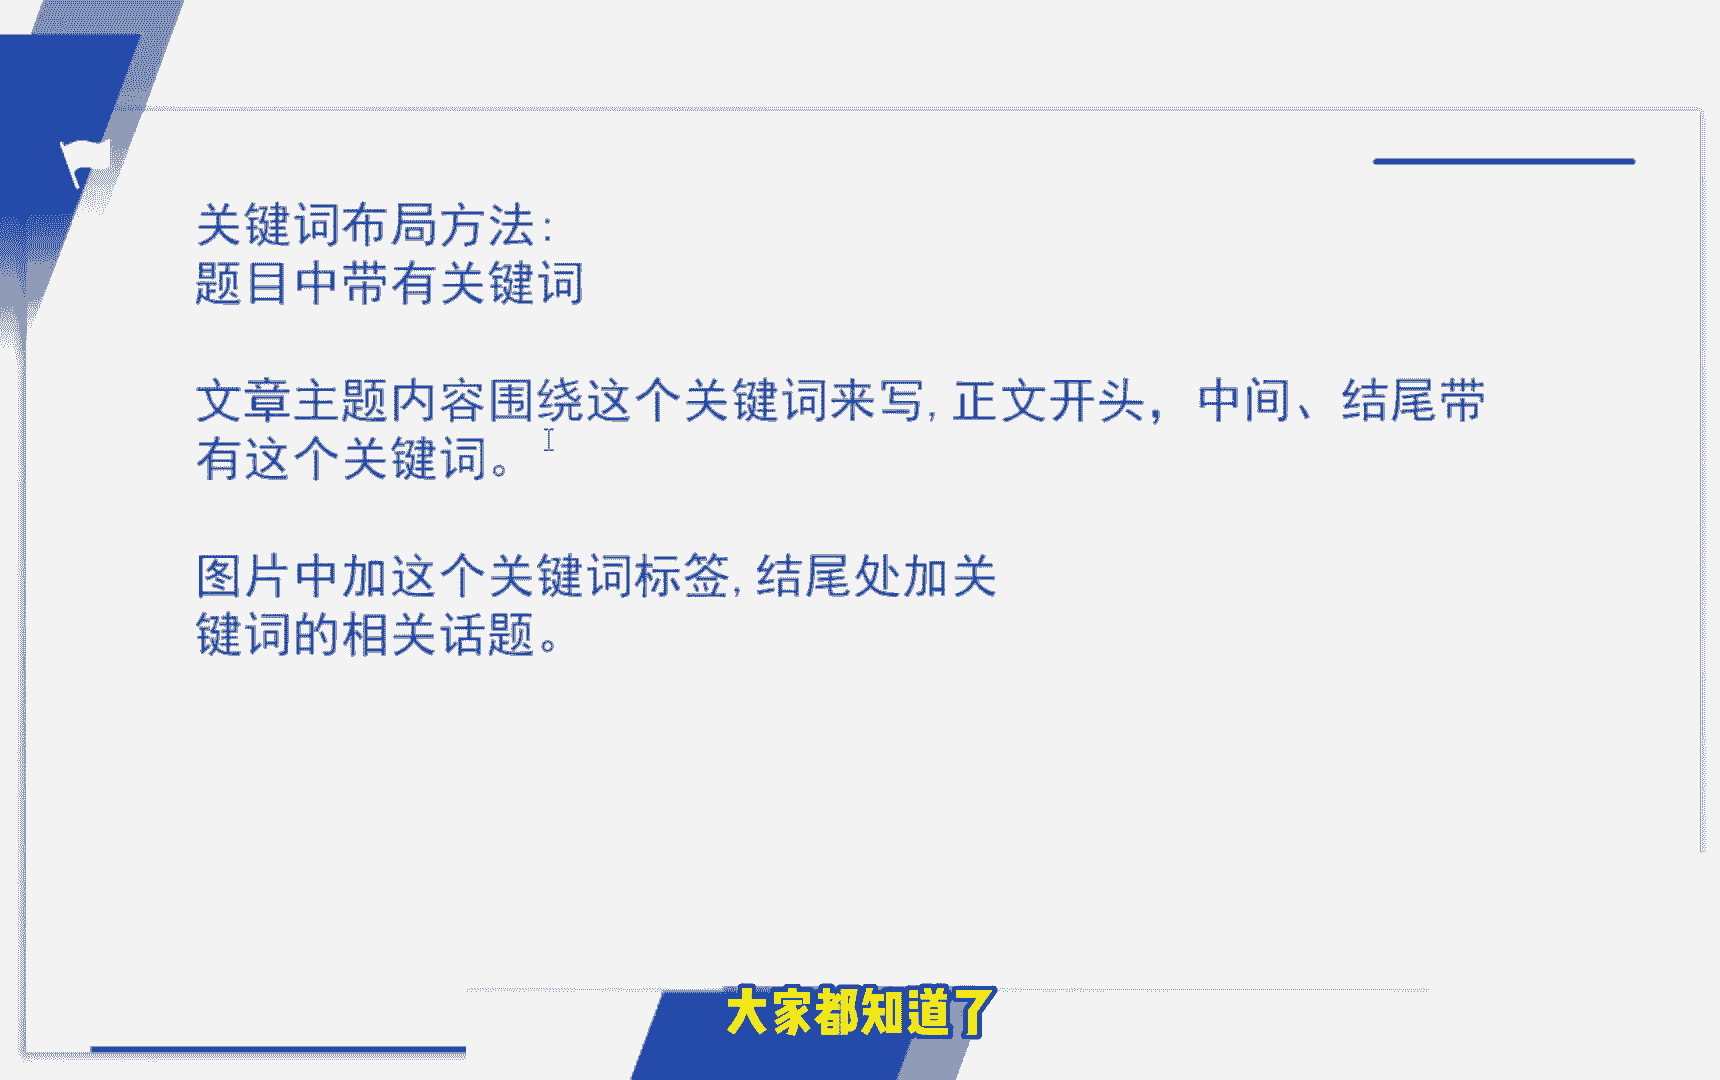 关键词布局方法:
题目中带有关键词
文章主题内容围绕这个关键词来写,正文开头，中间、结尾带
有这个关键词。
图片中加这个关键词标签,结尾处加关
键词的相关话题。
大家都知道了